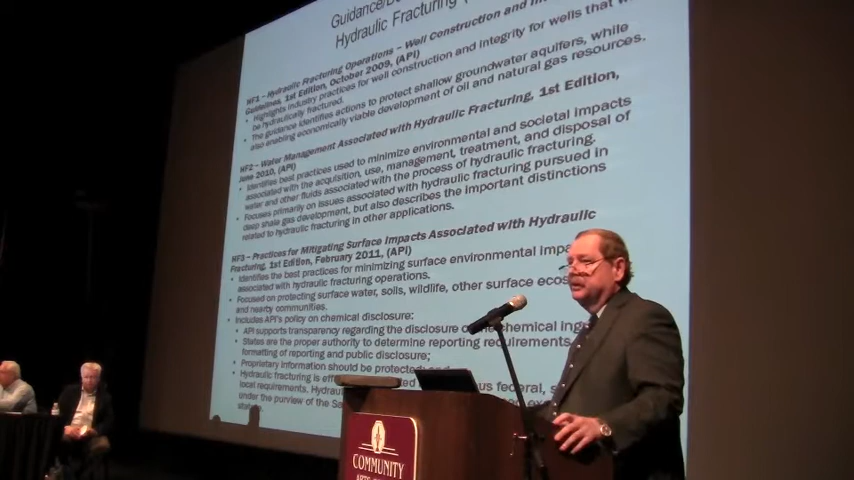 Guidance/
Hydraulic Fracturing (
HF1 – Hydraulic Fracturing Operations – Well Construction and
Guidelines, 1st Edition, October 2009, (API)
• Highlights industry practices for well construction and integrity for wells that
be hydraulically fractured.
• The guidance identifies actions to protect shallow groundwater aquifers, while
also enabling economically viable development of oil and natural gas resources.
HF2 – Water Management Associated with Hydraulic Fracturing, 1st Edition,
June 2010, (API)
• Identifies best practices used to minimize environmental and societal impacts
associated with the acquisition, use, management, treatment, and disposal of
water and other fluids associated with the process of hydraulic fracturing.
• Focuses primarily on issues associated with hydraulic fracturing pursued in
deep shale gas development, but also describes the important distinctions
related to hydraulic fracturing in other applications.
HF3 – Practices for Mitigating Surface Impacts Associated with Hydraulic
Fracturing, 1st Edition, February 2011, (API)
• Identifies the best practices for minimizing surface environmental
associated with hydraulic fracturing operations.
• Focused on protecting surface water, soils, wildlife, other surface
and nearby communities.
• Includes API's policy on chemical disclosure:
• API supports transparency regarding the disclosure chemical
• States are the proper authority to determine reporting requirements
formatting of reporting and public disclosure;
• Proprietary information should be protected; and
• Hydraulic fracturing is federal,
local requirements.
under the purview of the
COMMUNITY